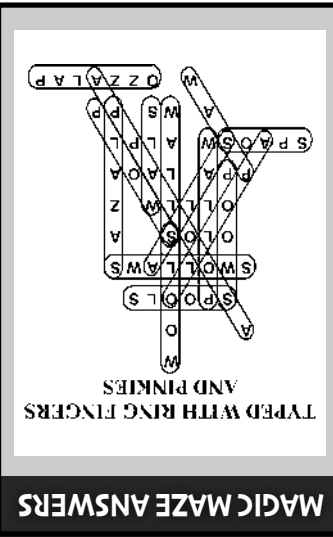 MAGIC MAZE ANSWERS
TYPED WITH RING FINGERS
AND PINKIES
W
A
S P O O L S
S W O L L A W S
O L O S A
O L L L W Z
P P A L A O A
S P A O S W A L P L
A W S P P
W O Z Z A L A P